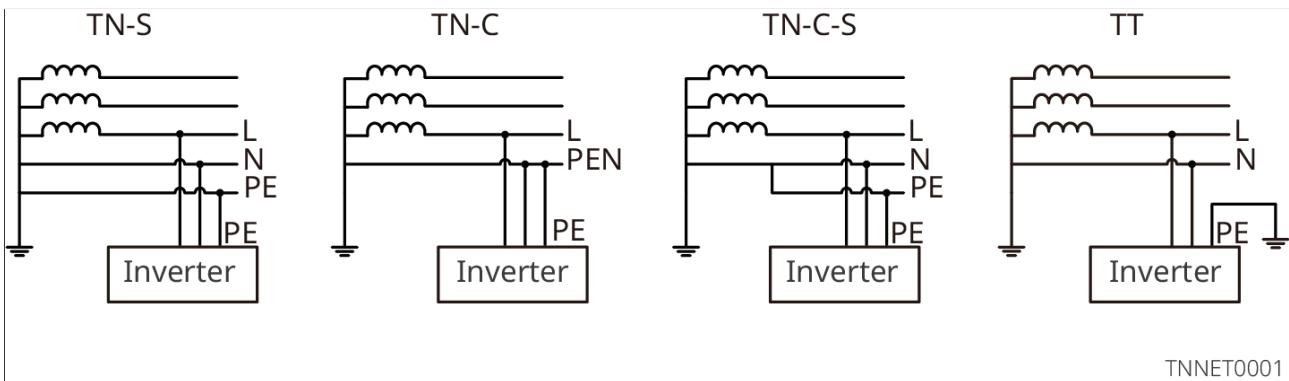 TN-S TN-C TN-C-S TT
L L L L
N PEN N N
PE PE
PE PE PE PE
Inverter Inverter Inverter Inverter
TNNET0001